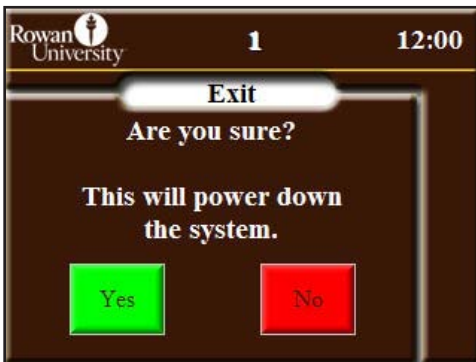 Rowan
University
1
12:00
Exit
Are you sure?
This will power down
the system.
Yes
No